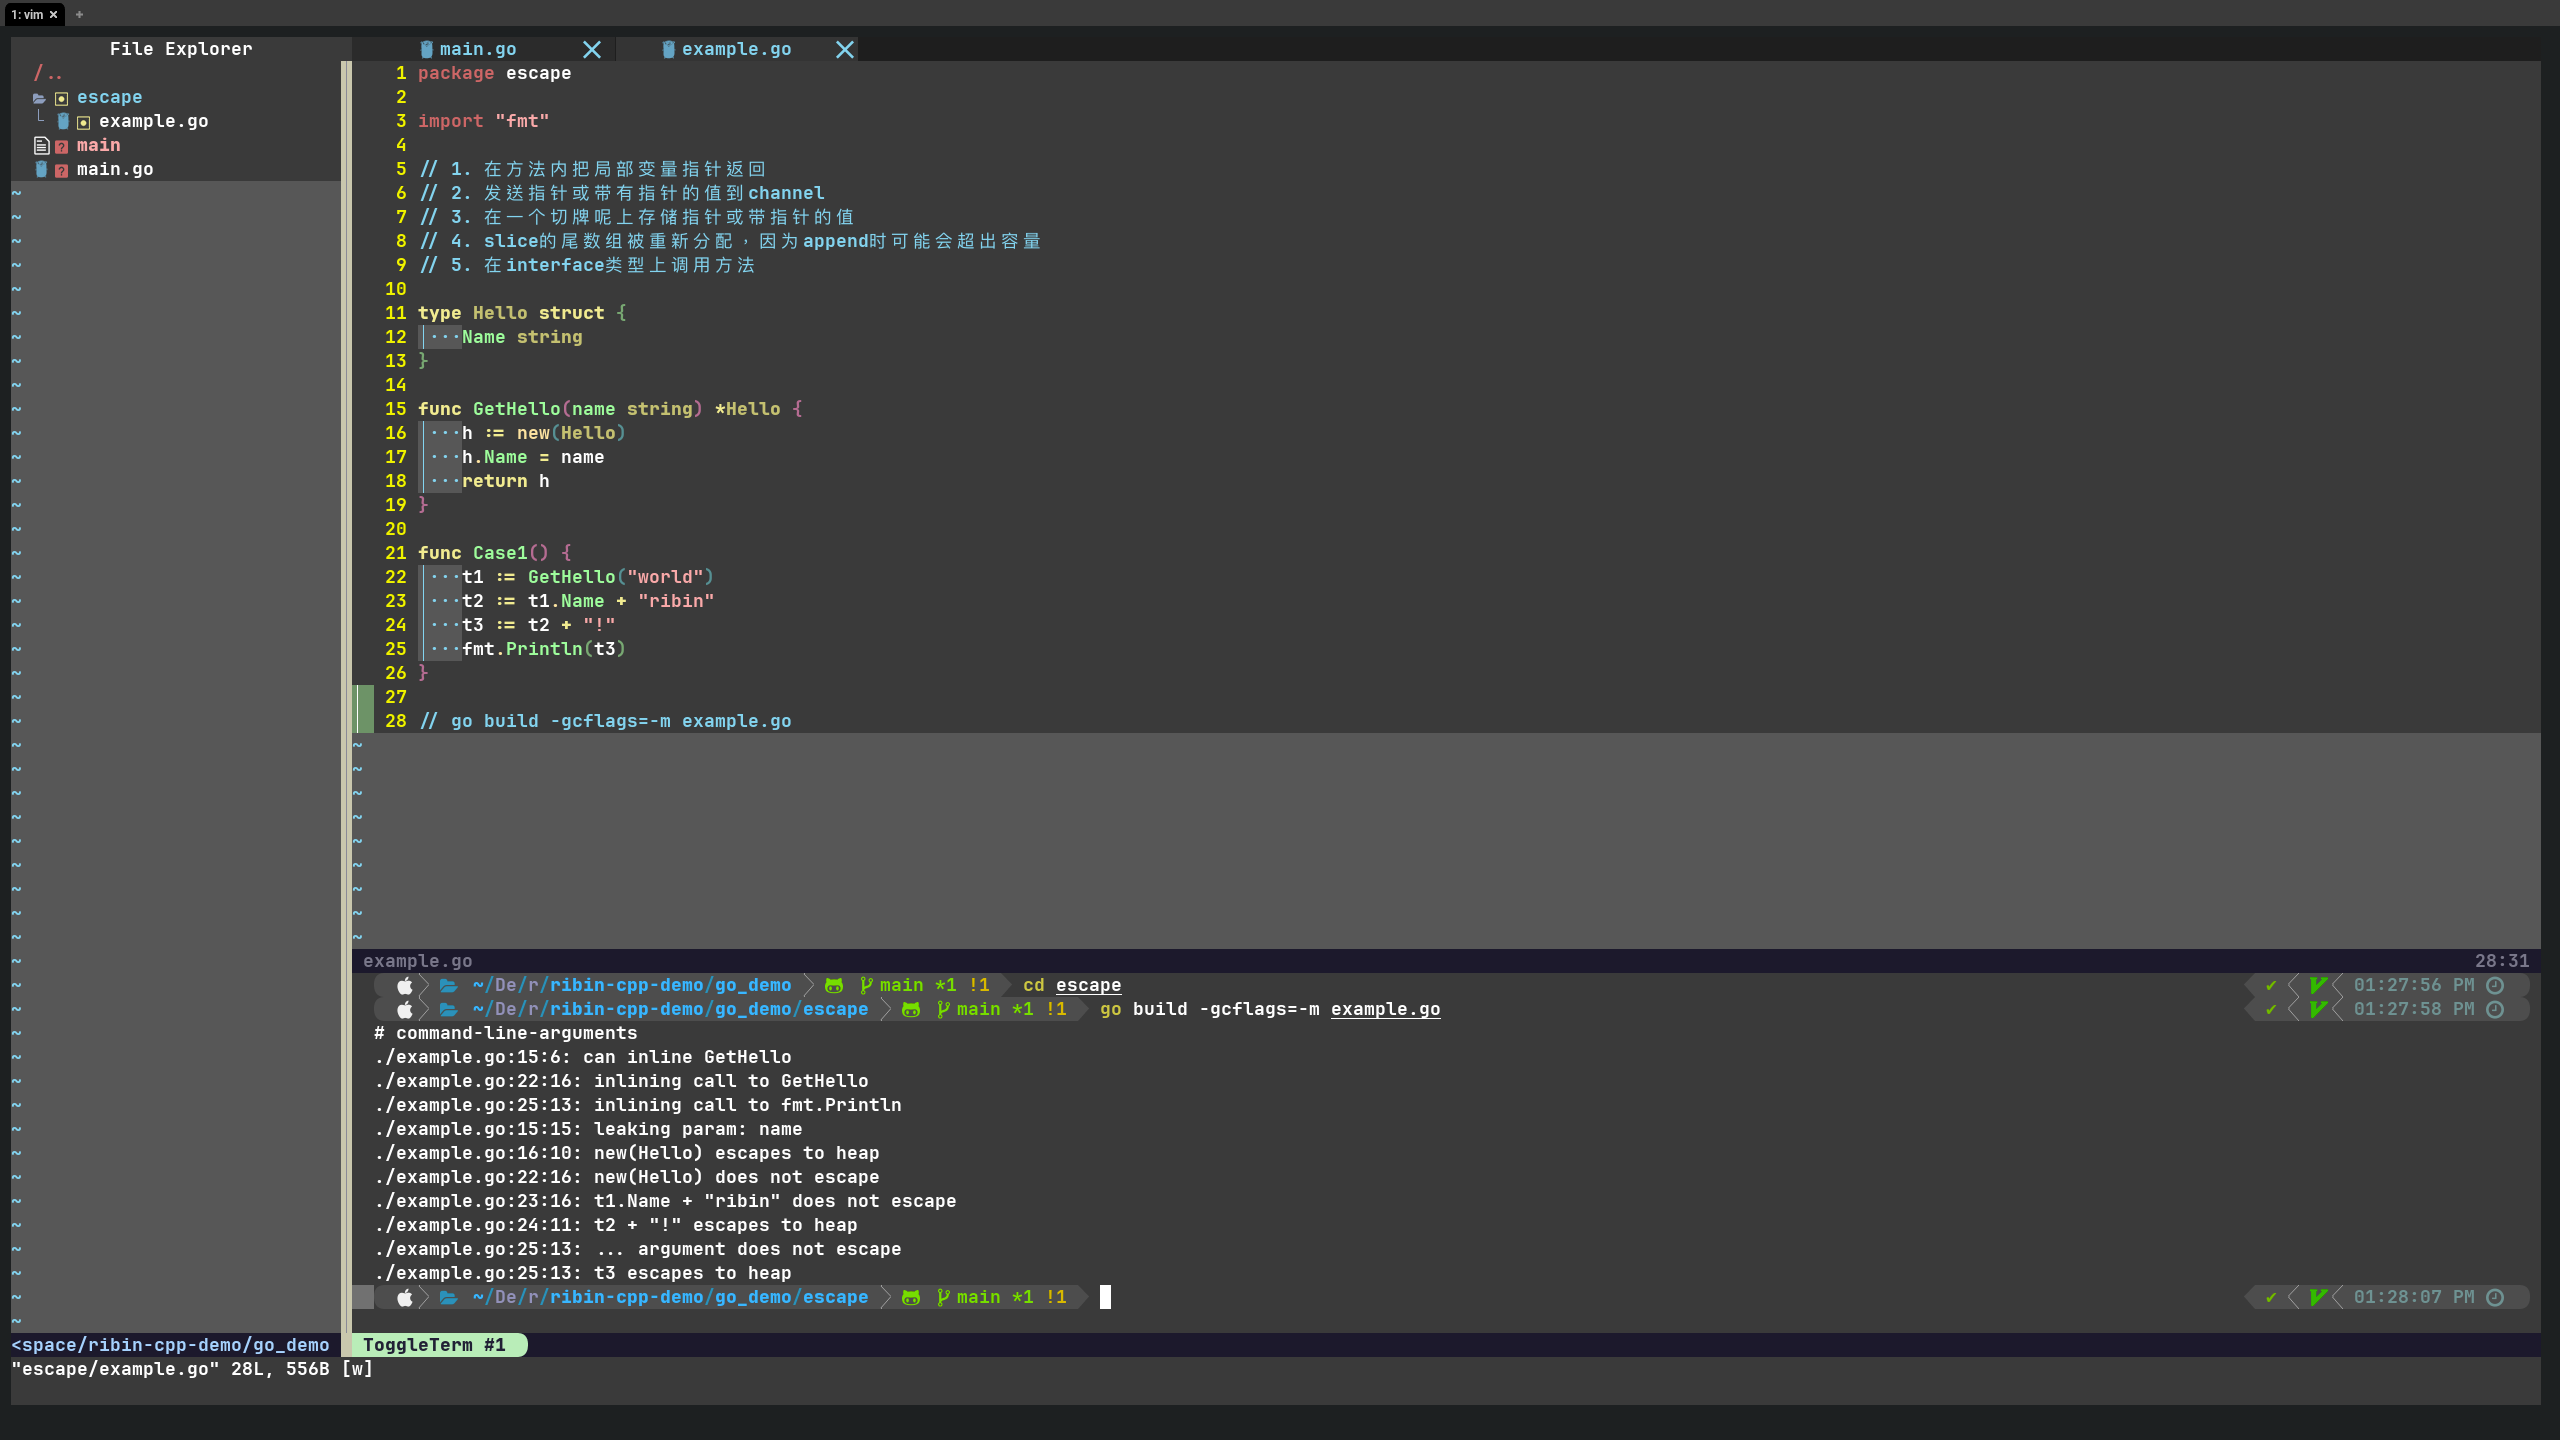 1: vim × +
File Explorer
/..
escape
└ example.go
main
main.go
main.go
example.go
1 package escape
2
3 import "fmt"
4
5 // 1. 在方法内把局部变量指针返回
6 // 2. 发送指针或带有指针的值到channel
7 // 3. 在一个切牌呢上存储指针或带指针的值
8 // 4. slice的尾数组被重新分配，因为append时可能会超出容量
9 // 5. 在interface类型上调用方法
10
11 type Hello struct {
12 ···Name string
13 }
14
15 func GetHello(name string) *Hello {
16 ···h := new(Hello)
17 ···h.Name = name
18 ···return h
19 }
20
21 func Case1() {
22 ···t1 := GetHello("world")
23 ···t2 := t1.Name + "ribin"
24 ···t3 := t2 + "!"
25 ···fmt.Println(t3)
26 }
27
28 // go build -gcflags=-m example.go
example.go 28:31
~/De/r/ribin-cpp-demo/go_demo main *1 !1 cd escape ✔ 01:27:56 PM
~/De/r/ribin-cpp-demo/go_demo/escape main *1 !1 go build -gcflags=-m example.go ✔ 01:27:58 PM
# command-line-arguments
./example.go:15:6: can inline GetHello
./example.go:22:16: inlining call to GetHello
./example.go:25:13: inlining call to fmt.Println
./example.go:15:15: leaking param: name
./example.go:16:10: new(Hello) escapes to heap
./example.go:22:16: new(Hello) does not escape
./example.go:23:16: t1.Name + "ribin" does not escape
./example.go:24:11: t2 + "!" escapes to heap
./example.go:25:13: ... argument does not escape
./example.go:25:13: t3 escapes to heap
~/De/r/ribin-cpp-demo/go_demo/escape main *1 !1 ✔ 01:28:07 PM
<space/ribin-cpp-demo/go_demo ToggleTerm #1
"escape/example.go" 28L, 556B [w]